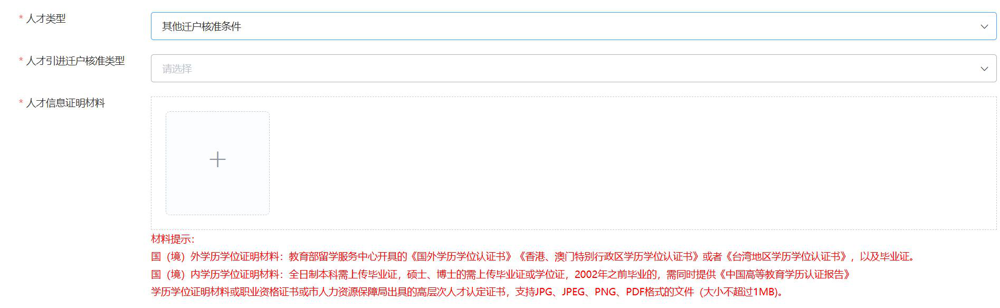 * 人才类型
其他迁户核准条件
* 人才引进迁户核准类型
请选择
* 人才信息证明材料
材料提示：
国（境）外学历学位证明材料：教育部留学服务中心开具的《国外学历学位认证书》《香港、澳门特别行政区学历学位认证书》或者《台湾地区学历学位认证书》，以及毕业证。
国（境）内学历学位证明材料：全日制本科需上传毕业证，硕士、博士的需上传毕业证或学位证，2002年之前毕业的，需同时提供《中国高等教育学历认证报告》
学历学位证明材料或职业资格证书或市人力资源保障局出具的高层次人才认定证书，支持JPG、JPEG、PNG、PDF格式的文件（大小不超过1MB)。